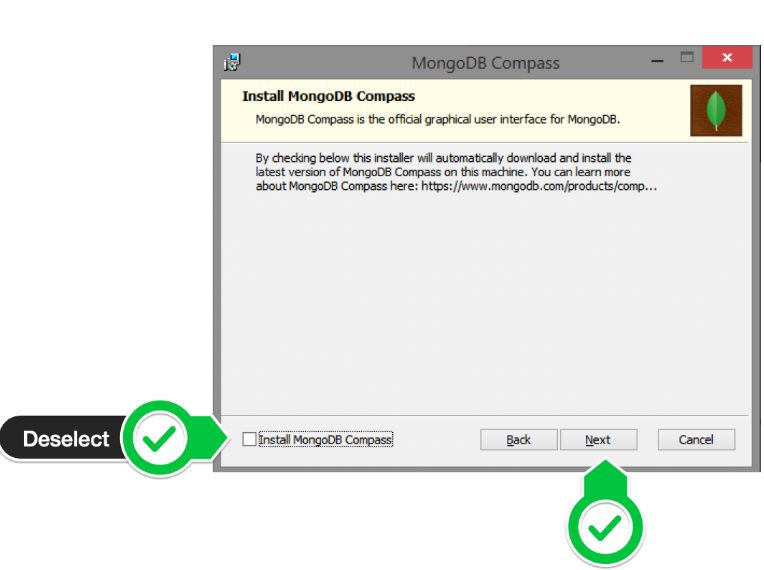 MongoDB Compass
Install MongoDB Compass
MongoDB Compass is the official graphical user interface for MongoDB.
By checking below this installer will automatically download and install the
latest version of MongoDB Compass on this machine. You can learn more
about MongoDB Compass here: https://www.mongodb.com/products/comp...
Deselect
Install MongoDB Compass
Back
Next
Cancel